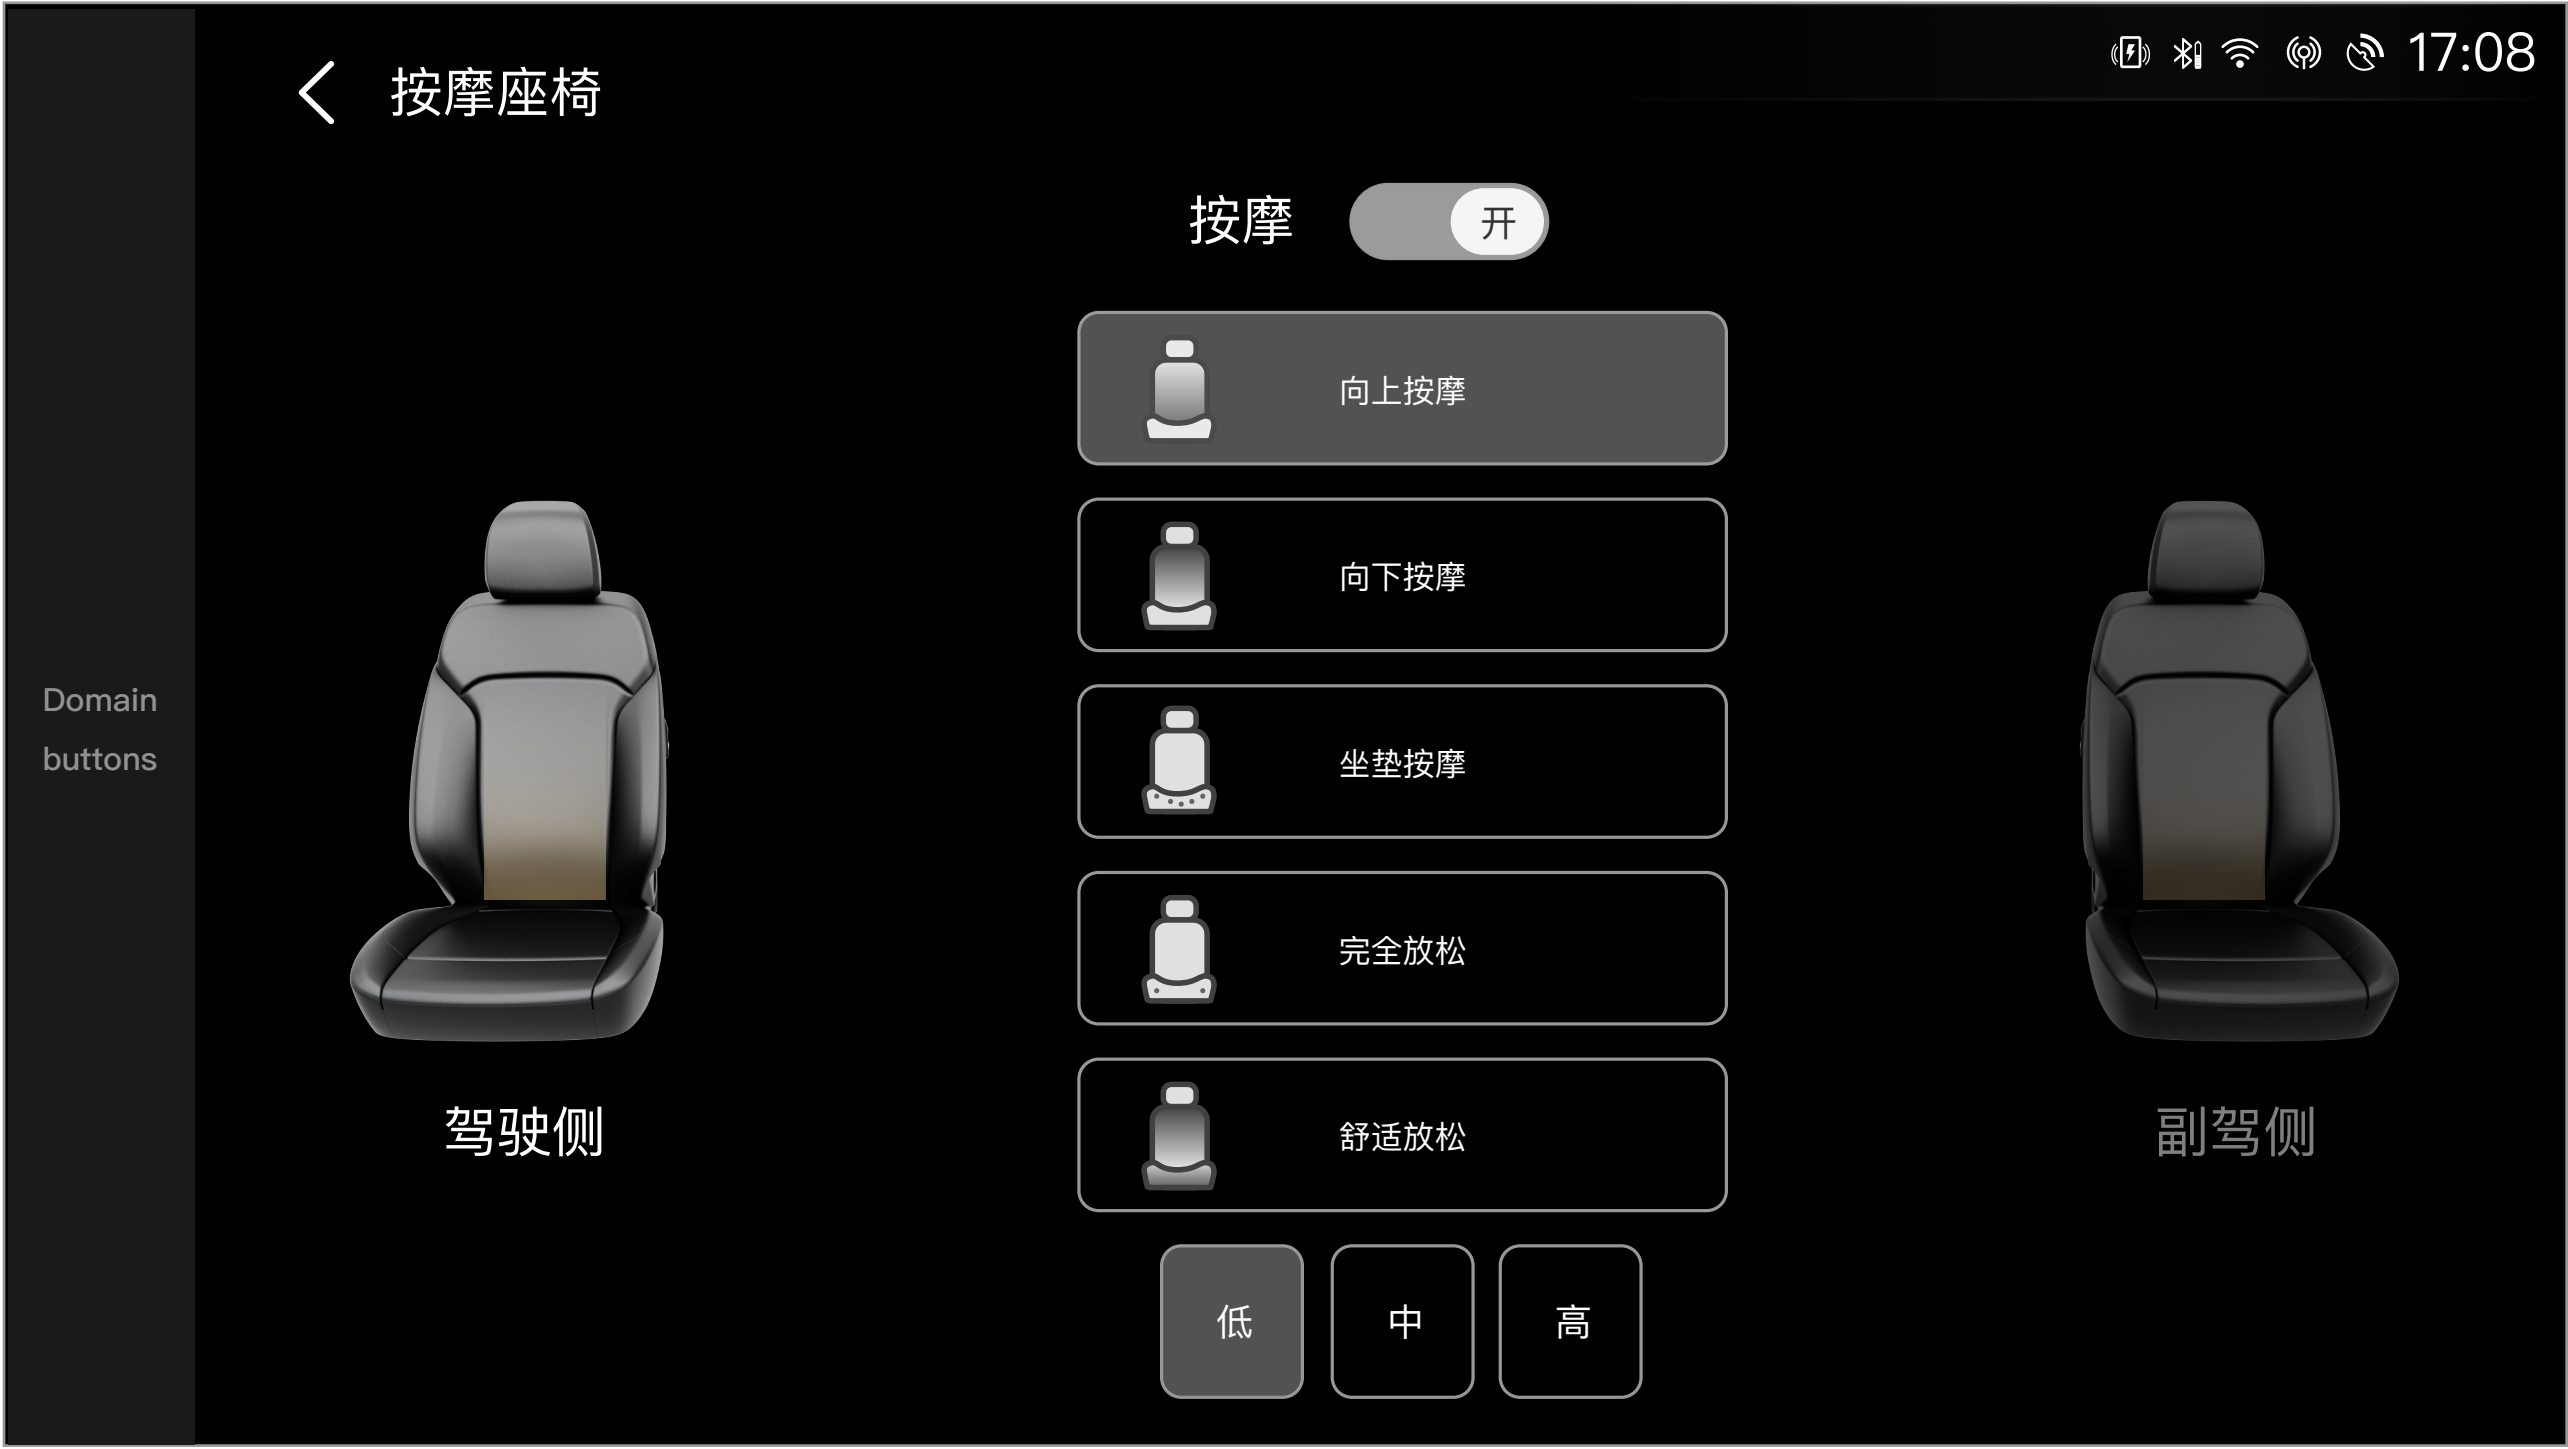 17:08
按摩座椅
按摩 开
向上按摩
向下按摩
Domain
buttons
坐垫按摩
完全放松
驾驶侧
舒适放松
副驾侧
低 中 高